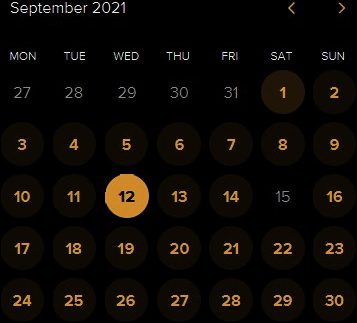 September 2021
MON TUE WED THU FRI SAT SUN
27 28 29 30 31 1 2
3 4 5 6 7 8 9
10 11 12 13 14 15 16
17 18 19 20 21 22 23
24 25 26 27 28 29 30